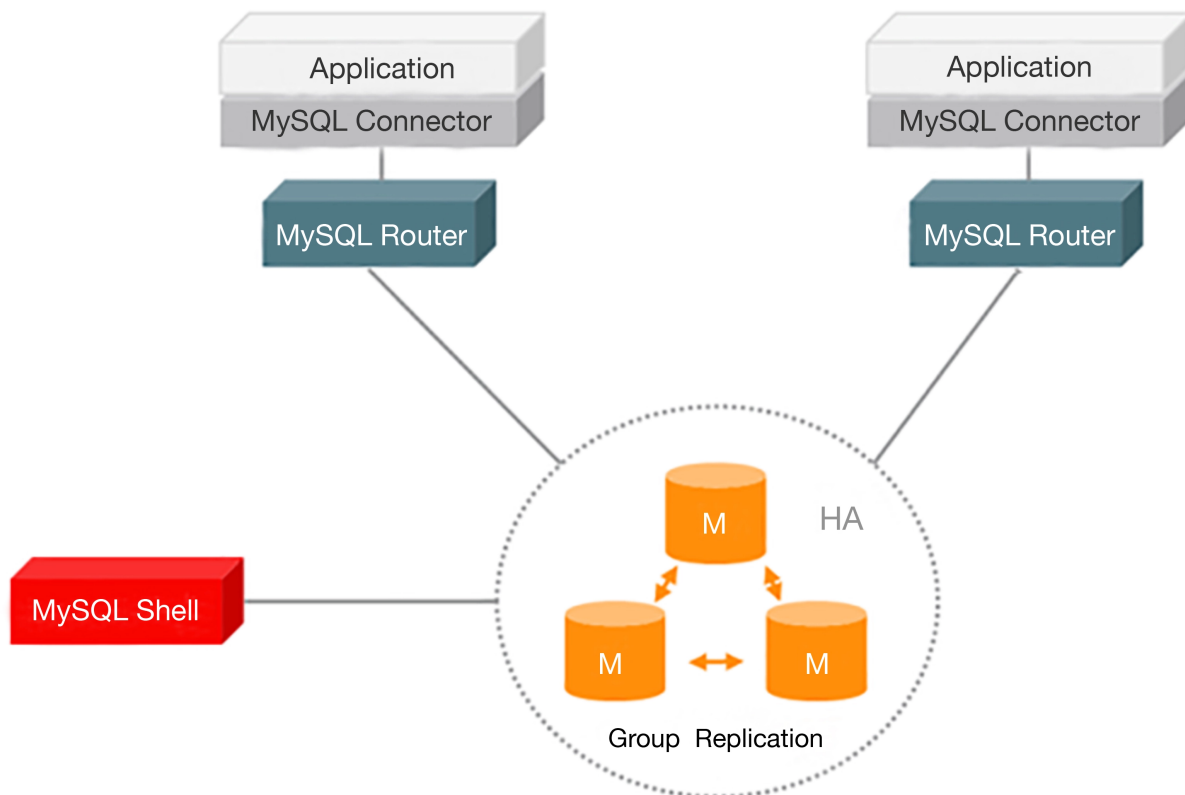 Application
MySQL Connector
MySQL Router
Application
MySQL Connector
MySQL Router
HA
M
M
M
MySQL Shell
Group Replication